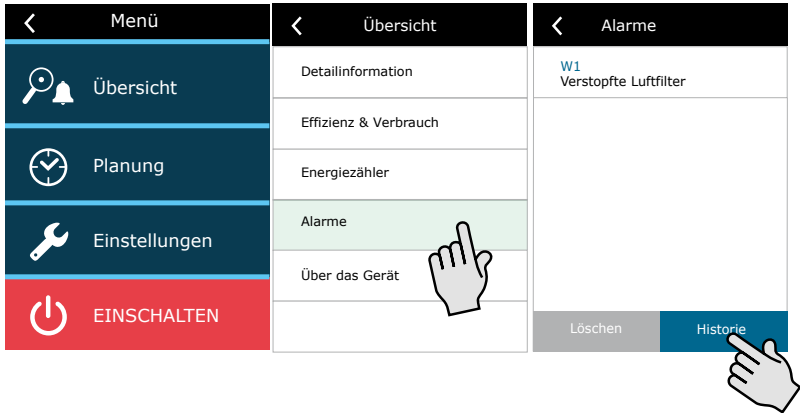 Menü
Übersicht
Planung
Einstellungen
EINSCHALTEN
Übersicht
Detailinformation
Effizienz & Verbrauch
Energiezähler
Alarme
Über das Gerät
Alarme
W1
Verstopfte Luftfilter
Löschen
Historie